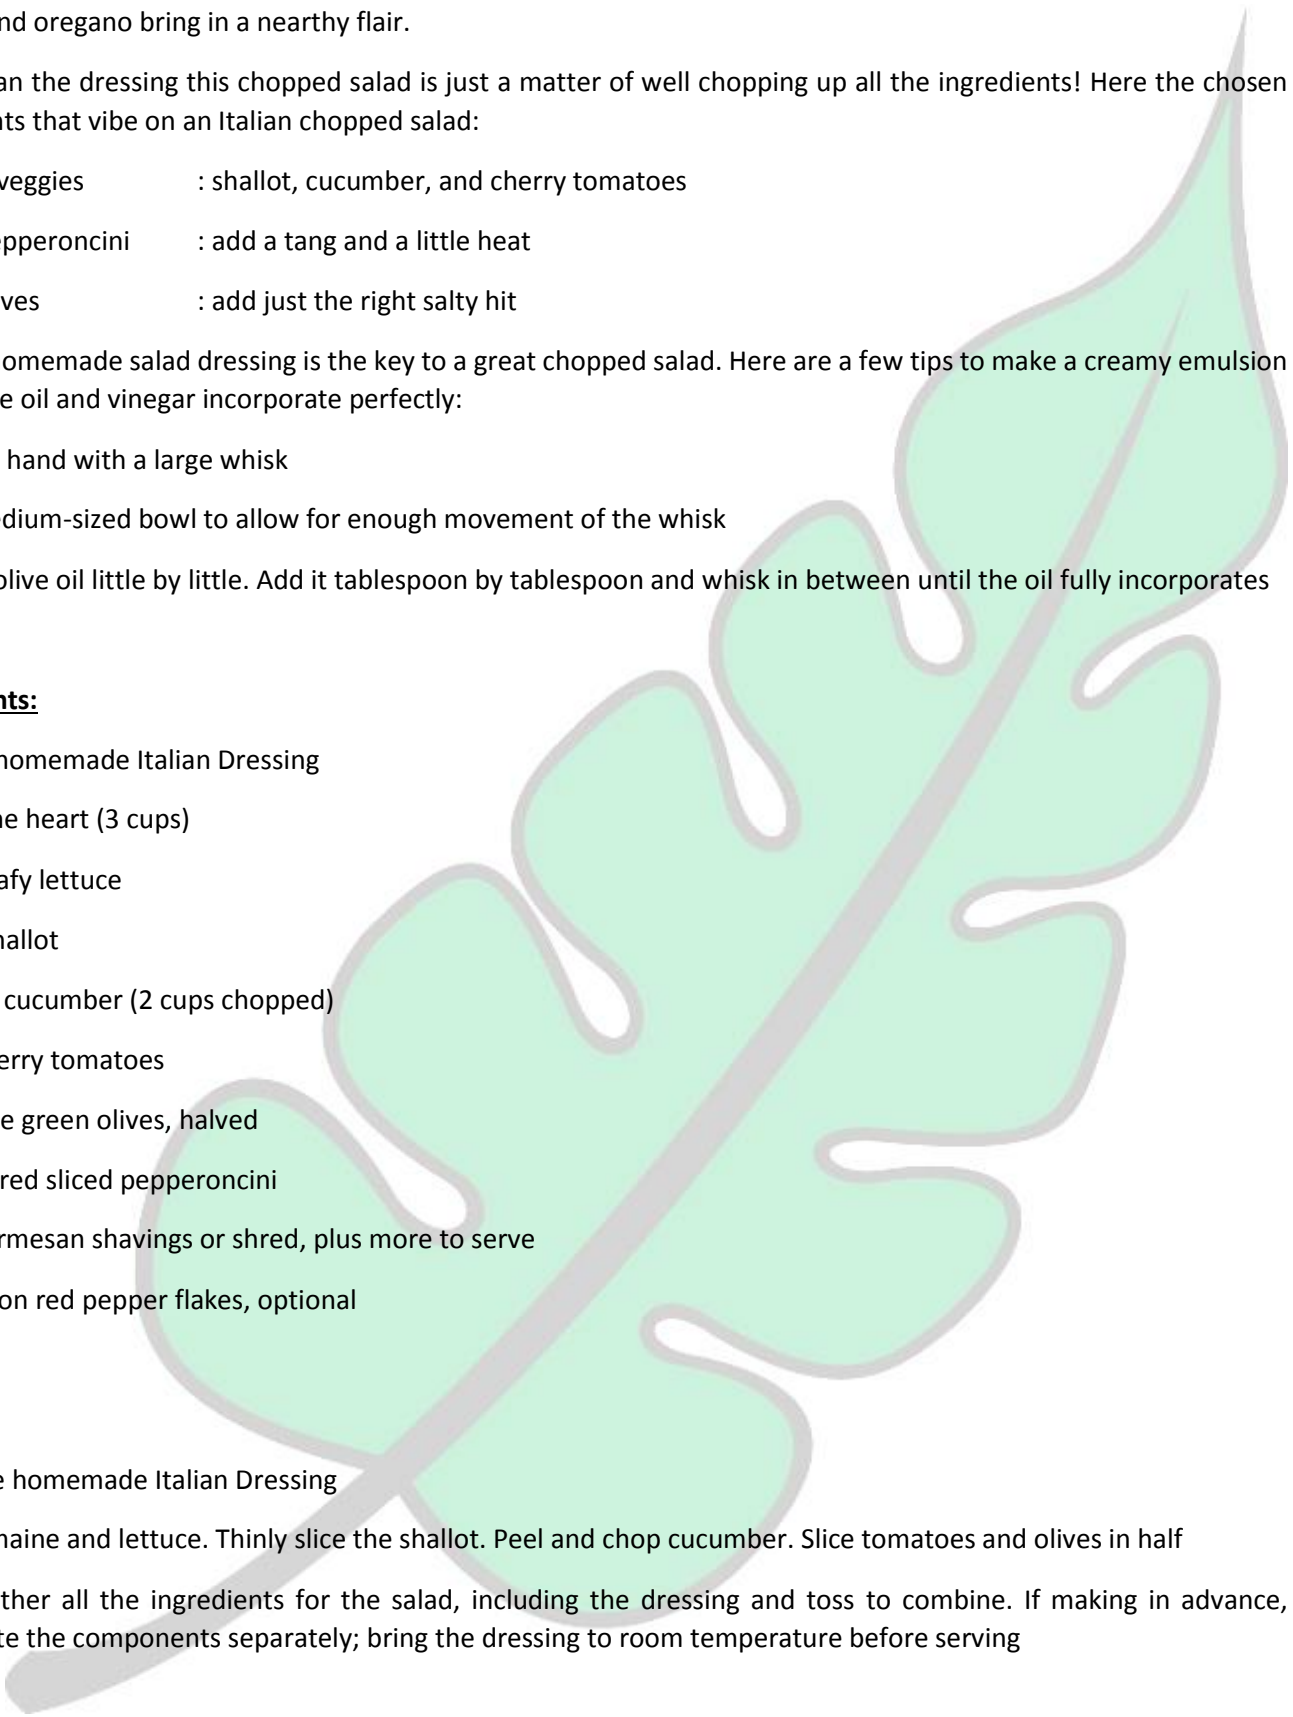 nd oregano bring in a nearthy flair.
an the dressing this chopped salad is just a matter of well chopping up all the ingredients! Here the chosen
nts that vibe on an Italian chopped salad:
veggies : shallot, cucumber, and cherry tomatoes
epperoncini : add a tang and a little heat
ves : add just the right salty hit
omemade salad dressing is the key to a great chopped salad. Here are a few tips to make a creamy emulsion
e oil and vinegar incorporate perfectly:
hand with a large whisk
edium-sized bowl to allow for enough movement of the whisk
olive oil little by little. Add it tablespoon by tablespoon and whisk in between until the oil fully incorporates
nts:
homemade Italian Dressing
ne heart (3 cups)
afy lettuce
hallot
cucumber (2 cups chopped)
erry tomatoes
e green olives, halved
red sliced pepperoncini
rmesan shavings or shred, plus more to serve
on red pepper flakes, optional
e homemade Italian Dressing
maine and lettuce. Thinly slice the shallot. Peel and chop cucumber. Slice tomatoes and olives in half
ther all the ingredients for the salad, including the dressing and toss to combine. If making in advance,
te the components separately; bring the dressing to room temperature before serving